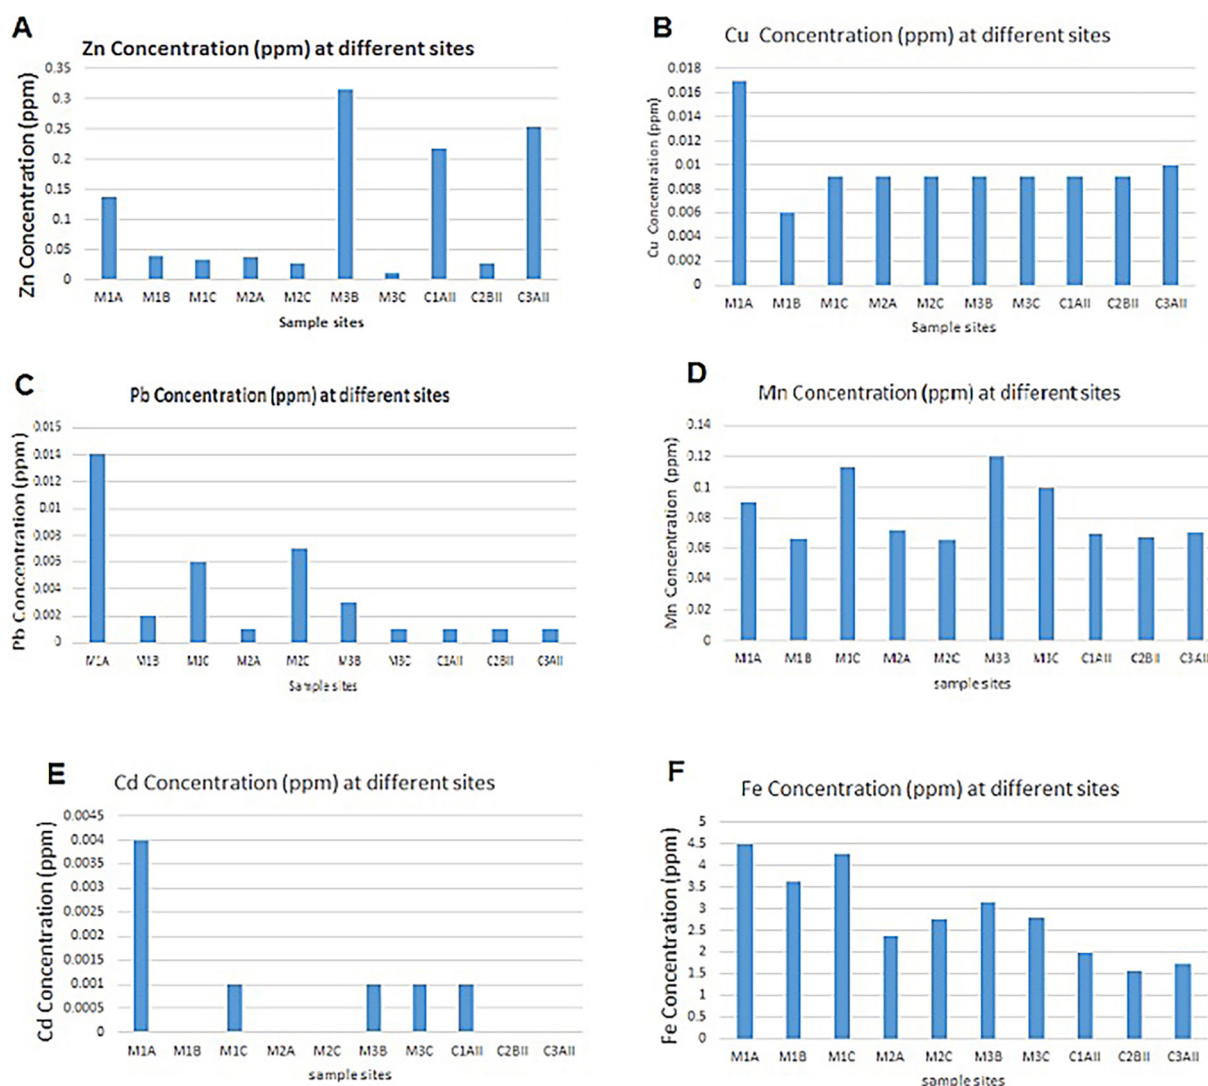 A
Zn Concentration (ppm) at different sites
Zn Concentration (ppm)
0.35
0.3
0.25
0.2
0.15
0.1
0.05
0
M1A M1B M1C M2A M2C M3B M3C C1AII C2BII C3AII
Sample sites
B
Cu Concentration (ppm) at different sites
Cu Concentration (ppm)
0.018
0.016
0.014
0.012
0.01
0.008
0.006
0.004
0.002
0
M1A M1B M1C M2A M2C M3B M3C C1AII C2BII C3AII
Sample sites
C
Pb Concentration (ppm) at different sites
Pb Concentration (ppm)
0.015
0.014
0.012
0.01
0.008
0.006
0.004
0.002
0
M1A M1B M1C M2A M2C M3B M3C C1AII C2BII C3AII
Sample sites
D
Mn Concentration (ppm) at different sites
Mn Concentration (ppm)
0.14
0.12
0.1
0.08
0.06
0.04
0.02
0
M1A M1B M1C M2A M2C M3B M3C C1AII C2BII C3AII
sample sites
E
Cd Concentration (ppm) at different sites
Cd Concentration (ppm)
0.0045
0.004
0.0035
0.003
0.0025
0.002
0.0015
0.001
0.0005
0
M1A M1B M1C M2A M2C M3B M3C C1AII C2BII C3AII
sample sites
F
Fe Concentration (ppm) at different sites
Fe Concentration (ppm)
5
4.5
4
3.5
3
2.5
2
1.5
1
0.5
0
M1A M1B M1C M2A M2C M3B M3C C1AII C2BII C3AII
sample sites